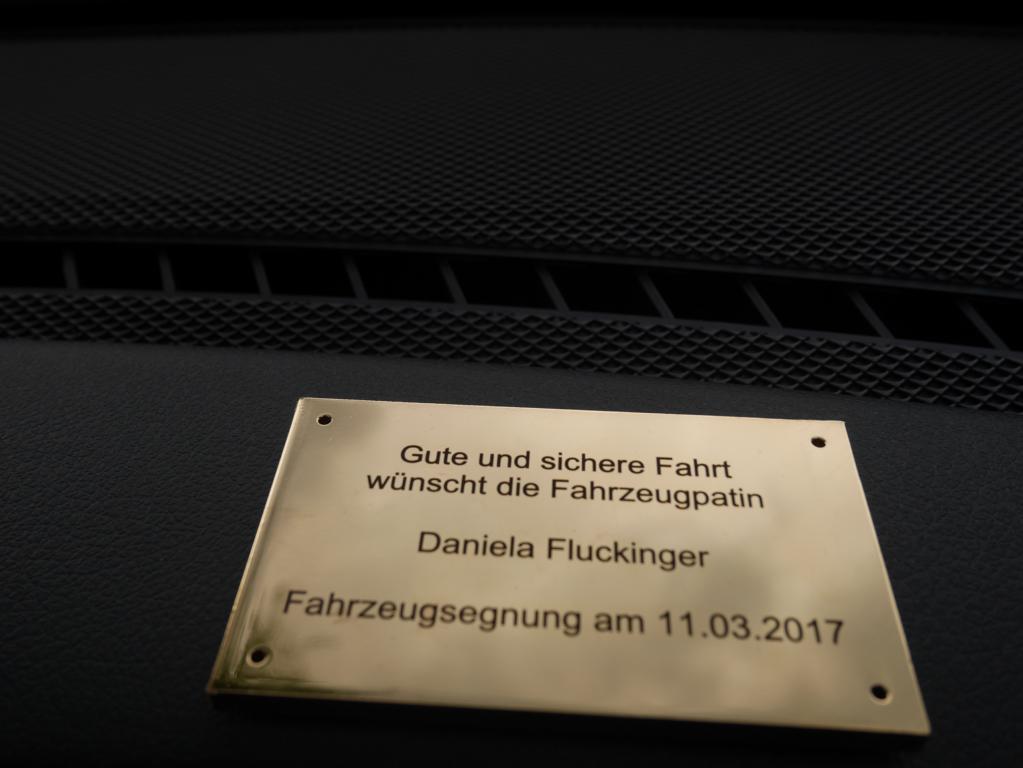 Gute und sichere Fahrt
wünscht die Fahrzeugpatin
Daniela Fluckinger
Fahrzeugsegnung am 11.03.2017